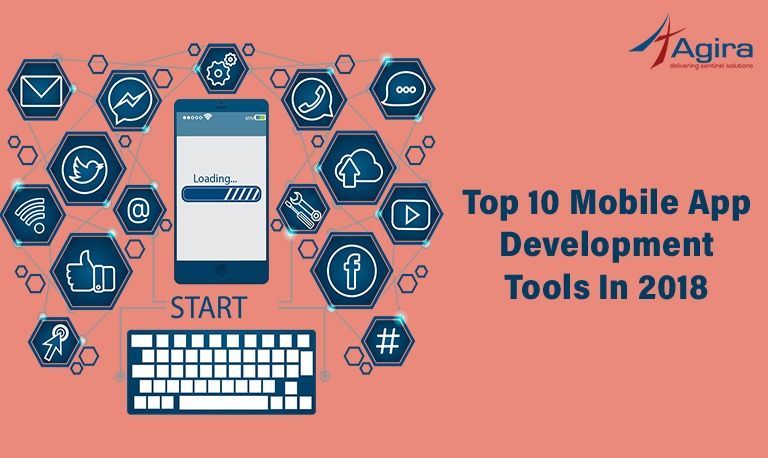 Agira
delivering sentinel solutions
Loading...
@
START
#
Top 10 Mobile App
Development
Tools In 2018